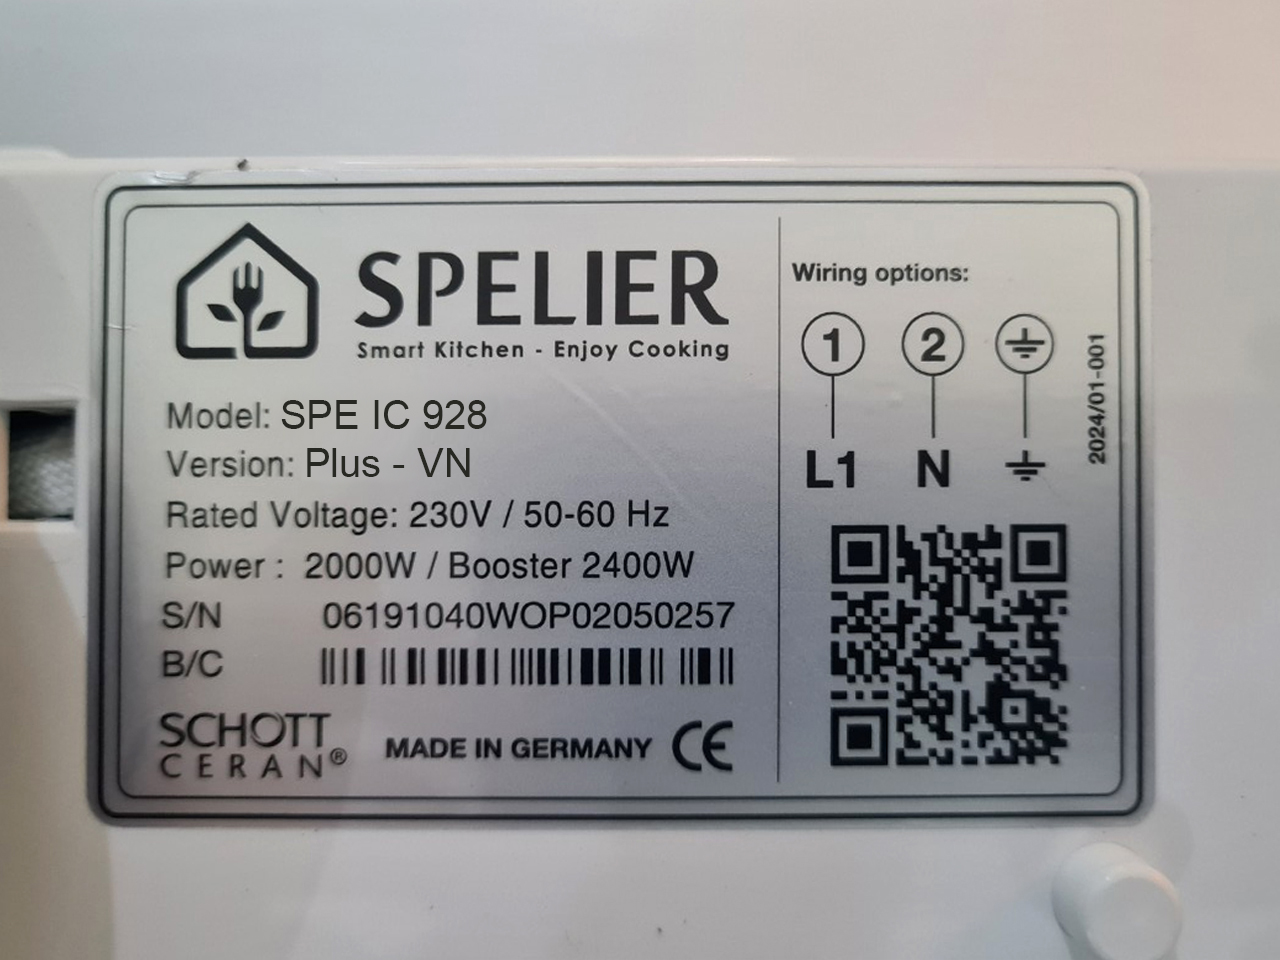 SPELIER
Smart Kitchen - Enjoy Cooking
Model: SPE IC 928
Version: Plus - VN
Rated Voltage: 230V / 50-60 Hz
Power : 2000W / Booster 2400W
S/N 06191040WOP02050257
B/C
SCHOTT
CERAN®
MADE IN GERMANY CE
Wiring options:
1 2
L1 N
2024/01-001